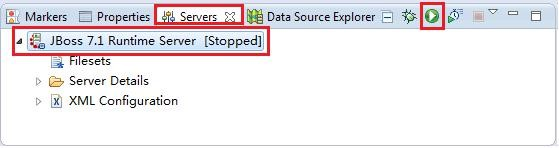 Markers Properties Servers Data Source Explorer
JBoss 7.1 Runtime Server [Stopped]
Filesets
Server Details
XML Configuration